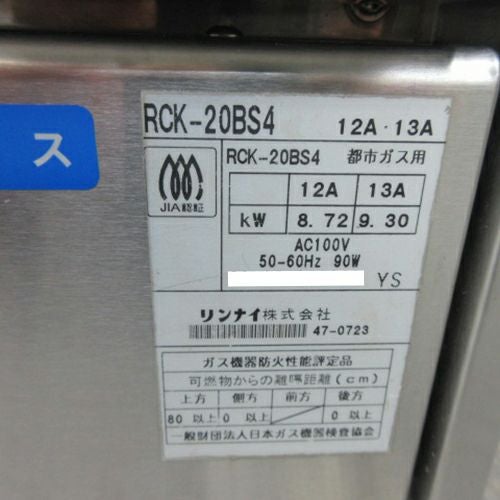 ス
RCK-20BS4 12A・13A
JIA認証
RCK-20BS4 都市ガス用
12A 13A
kW 8.72 9.30
AC100V
50-60Hz 90W
YS
リンナイ株式会社
47-0723
ガス機器防火性能評定品
可燃物からの離隔距離(cm)
上方 側方 前方 後方
80 以上 0 以上 0 以上
一般財団法人日本ガス機器検査協会